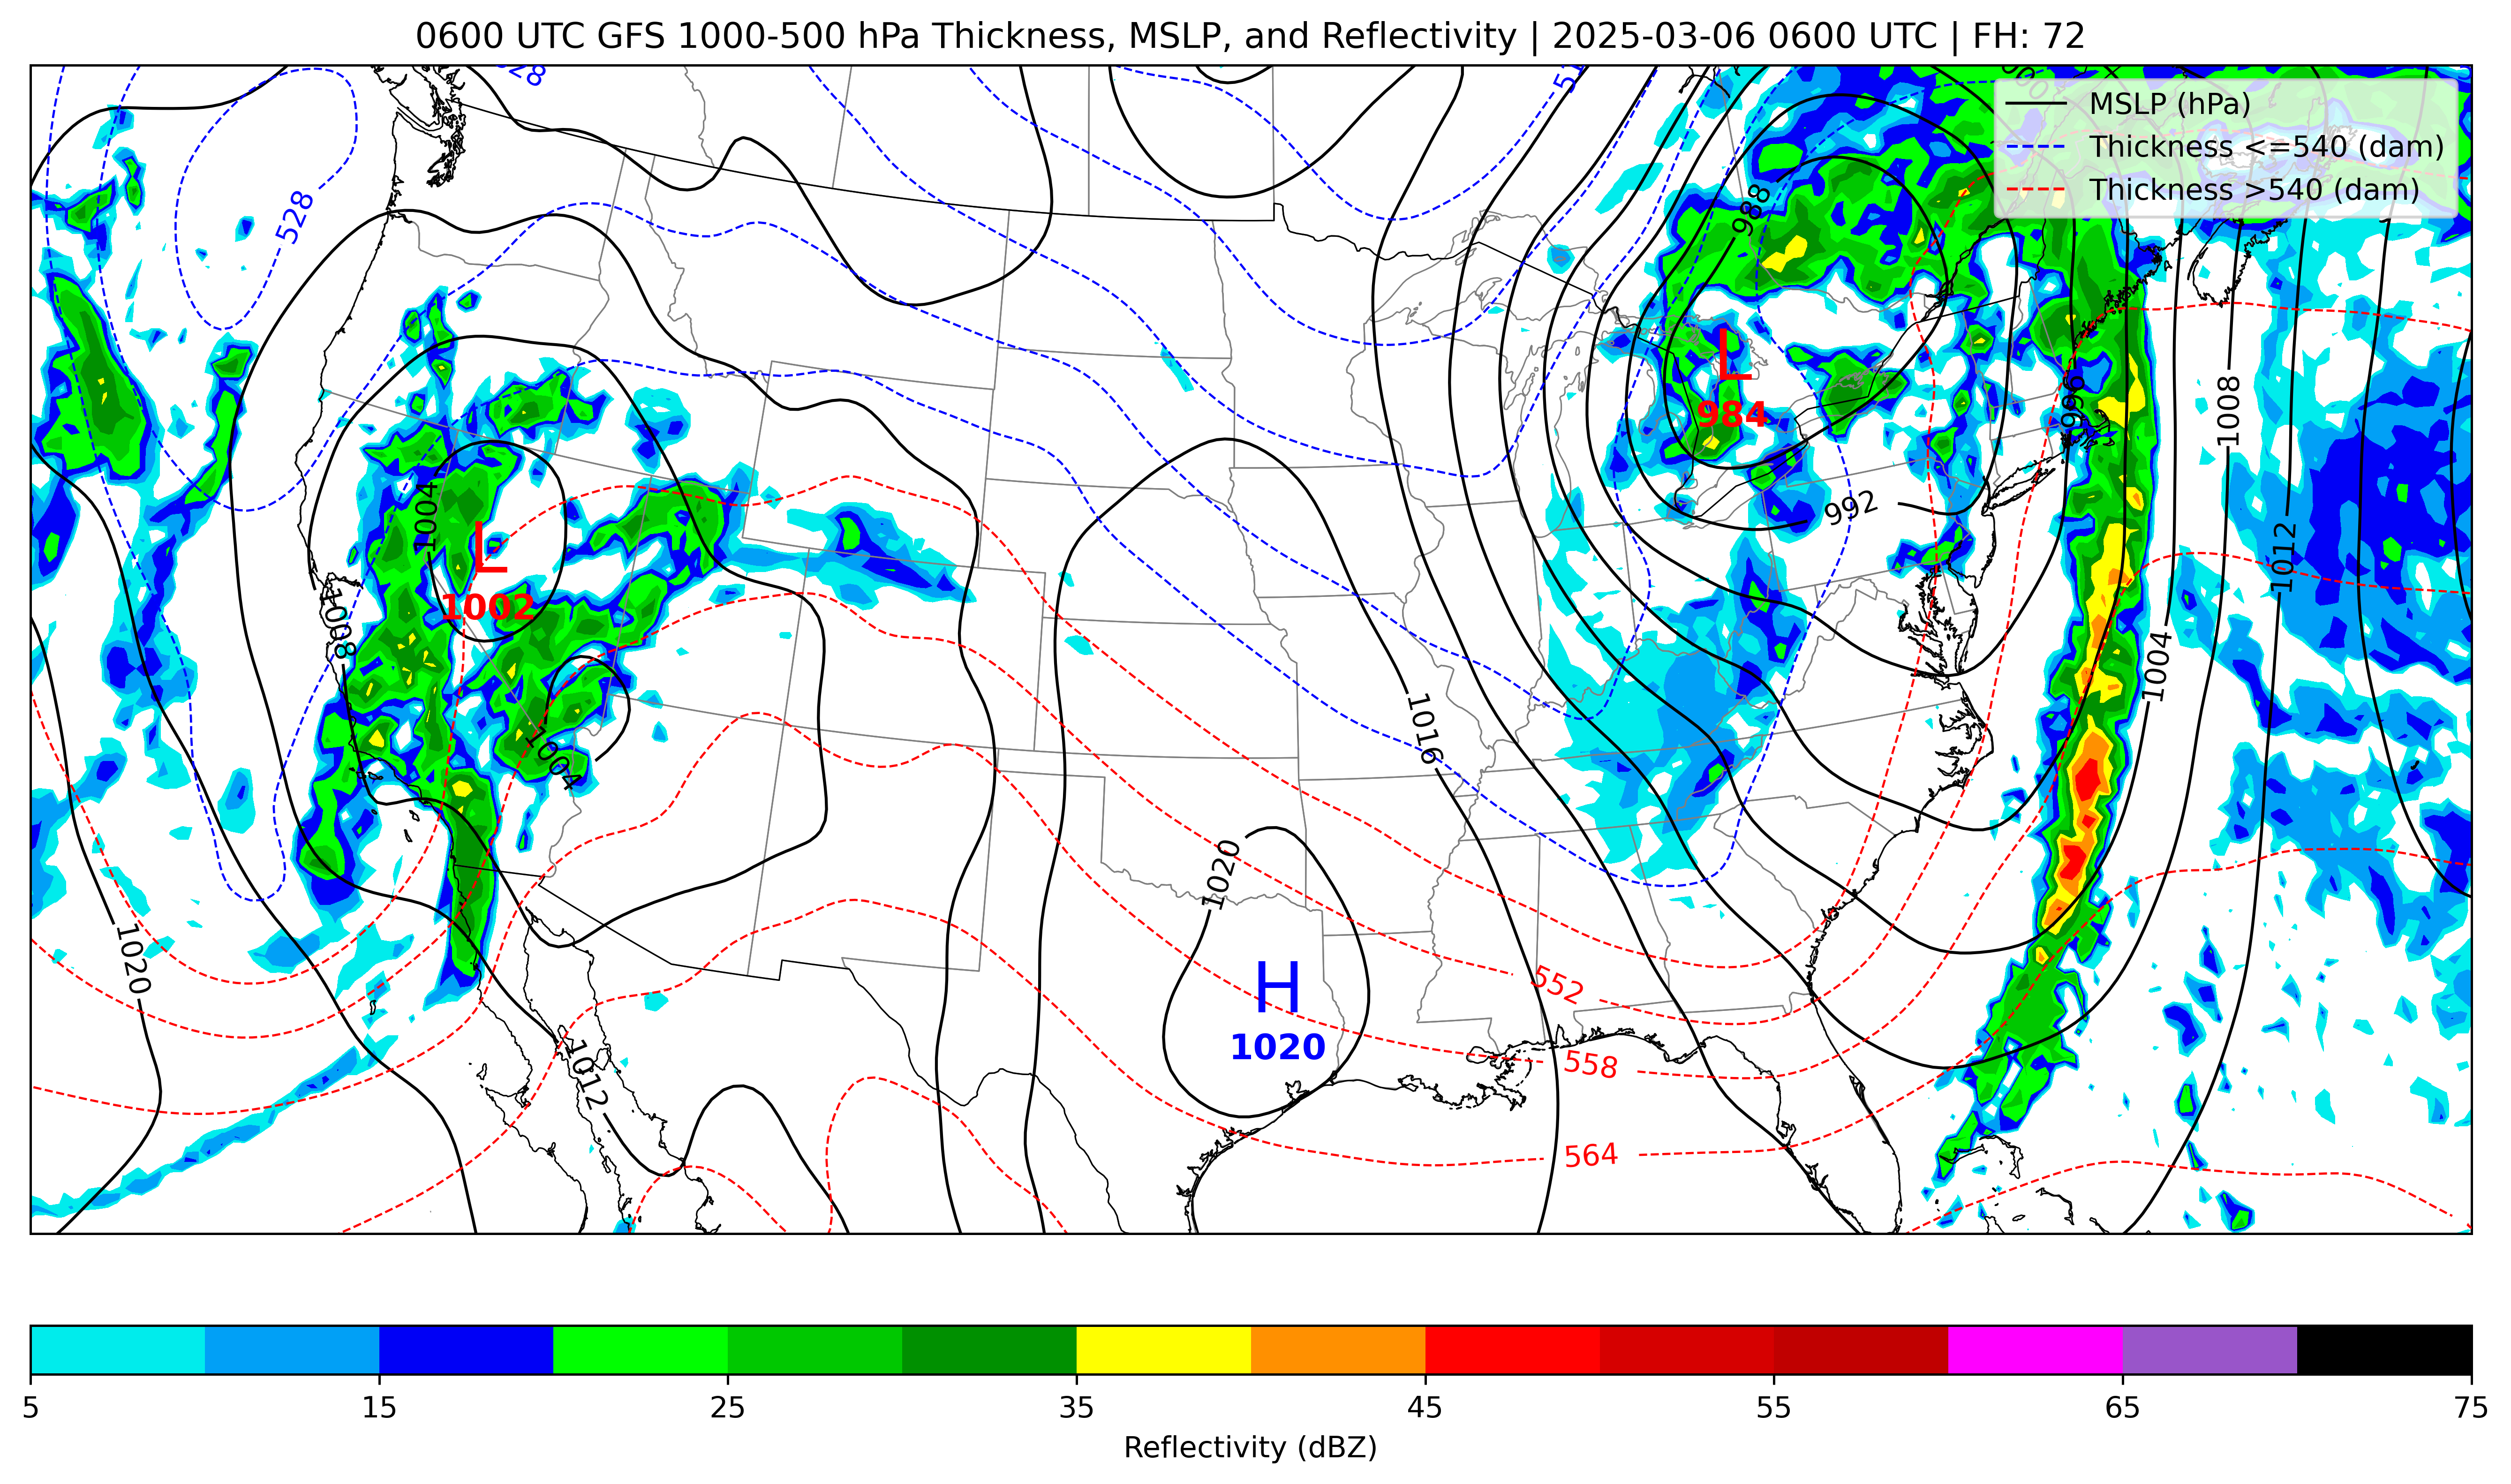 0600 UTC GFS 1000-500 hPa Thickness, MSLP, and Reflectivity | 2025-03-06 0600 UTC | FH: 72
MSLP (hPa)
Thickness <=540 (dam)
Thickness >540 (dam)
528
528
988
L
984
996
1008
992
1004
1012
L
1002
1008
1004
1004
1016
1020
1020
H
1020
1012
552
558
564
5 15 25 35 45 55 65 75
Reflectivity (dBZ)